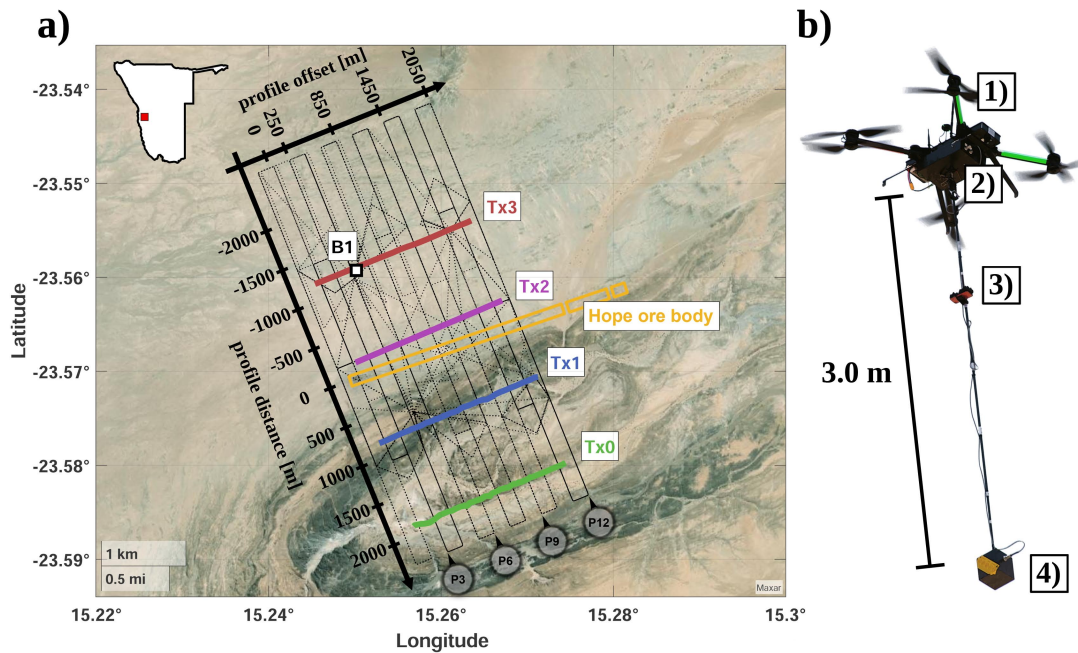 a)
b)
profile offset [m]
0
250
850
1450
2050
-23.54°
-23.55°
-23.56°
-23.57°
-23.58°
-23.59°
Latitude
-2000
-1500
-1000
-500
0
500
1000
1500
2000
profile distance [m]
B1
Tx3
Tx2
Hope ore body
Tx1
Tx0
P3
P6
P9
P12
1 km
0.5 mi
Maxar
15.22
15.24°
15.26°
15.28°
15.3°
Longitude
1)
2)
3)
3.0 m
4)